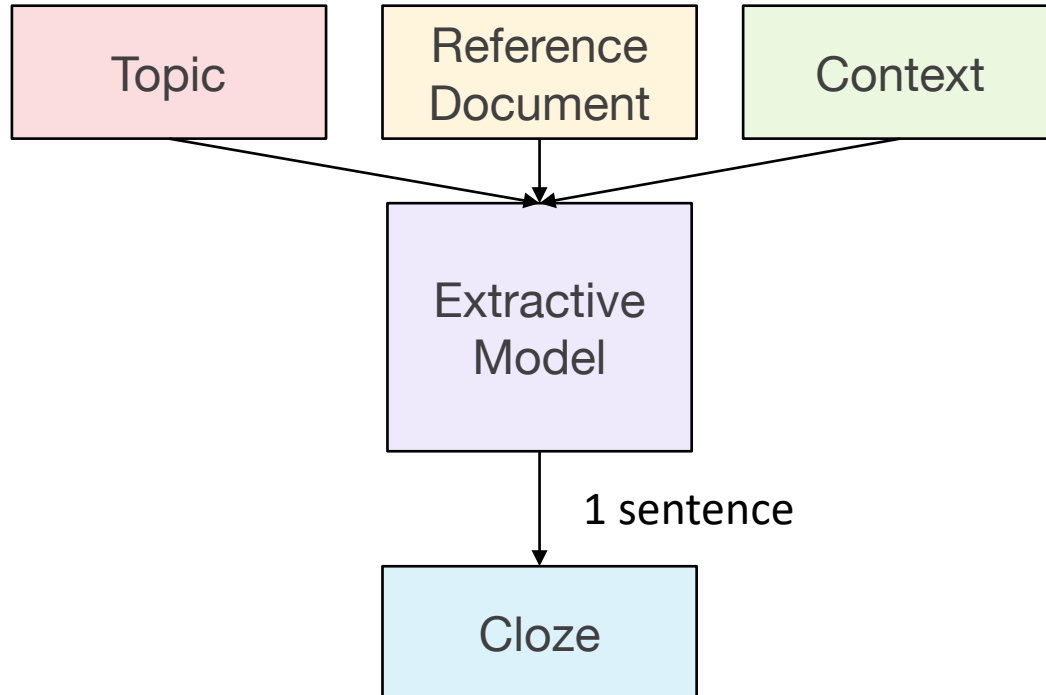 Topic
Reference
Document
Context
Extractive
Model
1 sentence
Cloze